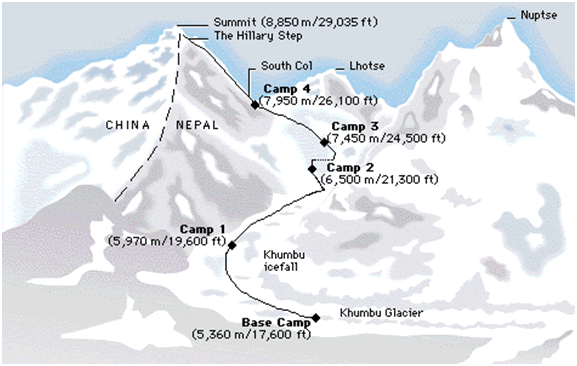 Summit (8,850 m/29,035 ft)
The Hillary Step
Nuptse
South Col
Lhotse
Camp 4
(7,950 m/26,100 ft)
CHINA
NEPAL
Camp 3
(7,450 m/24,500 ft)
Camp 2
(6,500 m/21,300 ft)
Camp 1
(5,970 m/19,600 ft)
Khumbu
icefall
Khumbu Glacier
Base Camp
(5,360 m/17,600 ft)